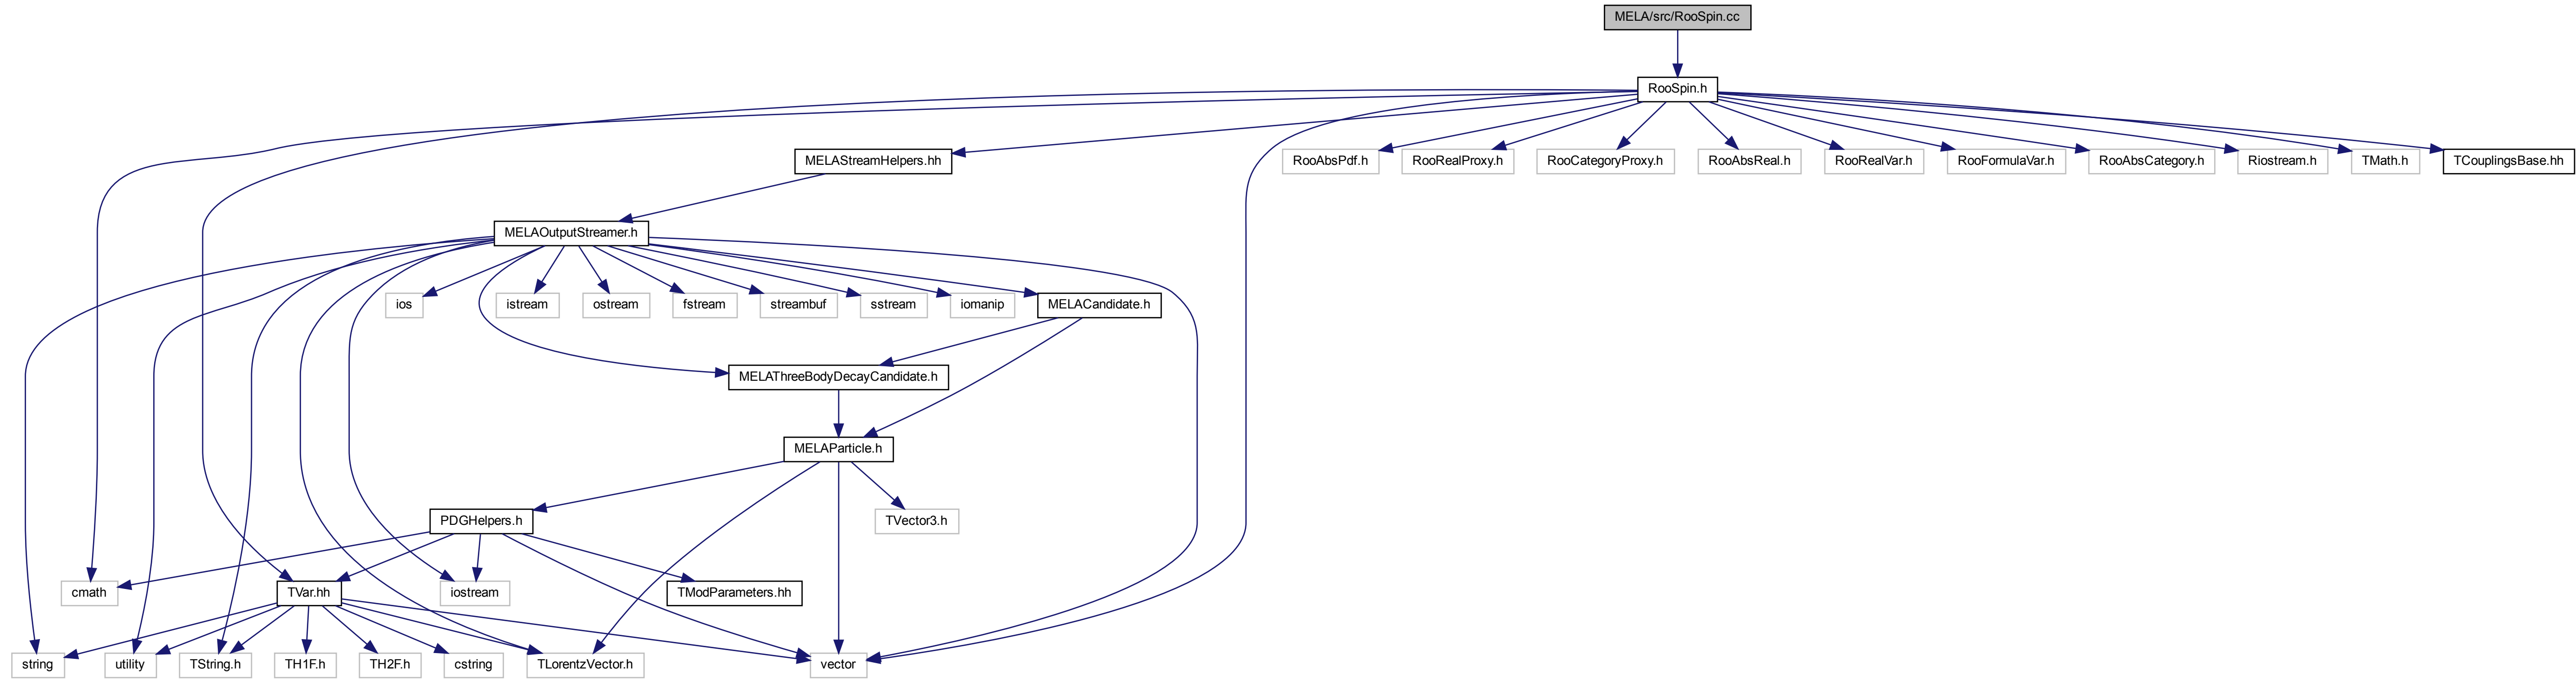 MELA/src/RooSpin.cc
RooSpin.h
MELAStreamHelpers.hh
RooAbsPdf.h
RooRealProxy.h
RooCategoryProxy.h
RooAbsReal.h
RooRealVar.h
RooFormulaVar.h
RooAbsCategory.h
Riostream.h
TMath.h
TCouplingsBase.hh
MELAOutputStreamer.h
ios
istream
ostream
fstream
streambuf
sstream
iomanip
MELACandidate.h
MELAThreeBodyDecayCandidate.h
MELAParticle.h
PDGHelpers.h
TVector3.h
cmath
TVar.hh
iostream
TModParameters.hh
string
utility
TString.h
TH1F.h
TH2F.h
cstring
TLorentzVector.h
vector